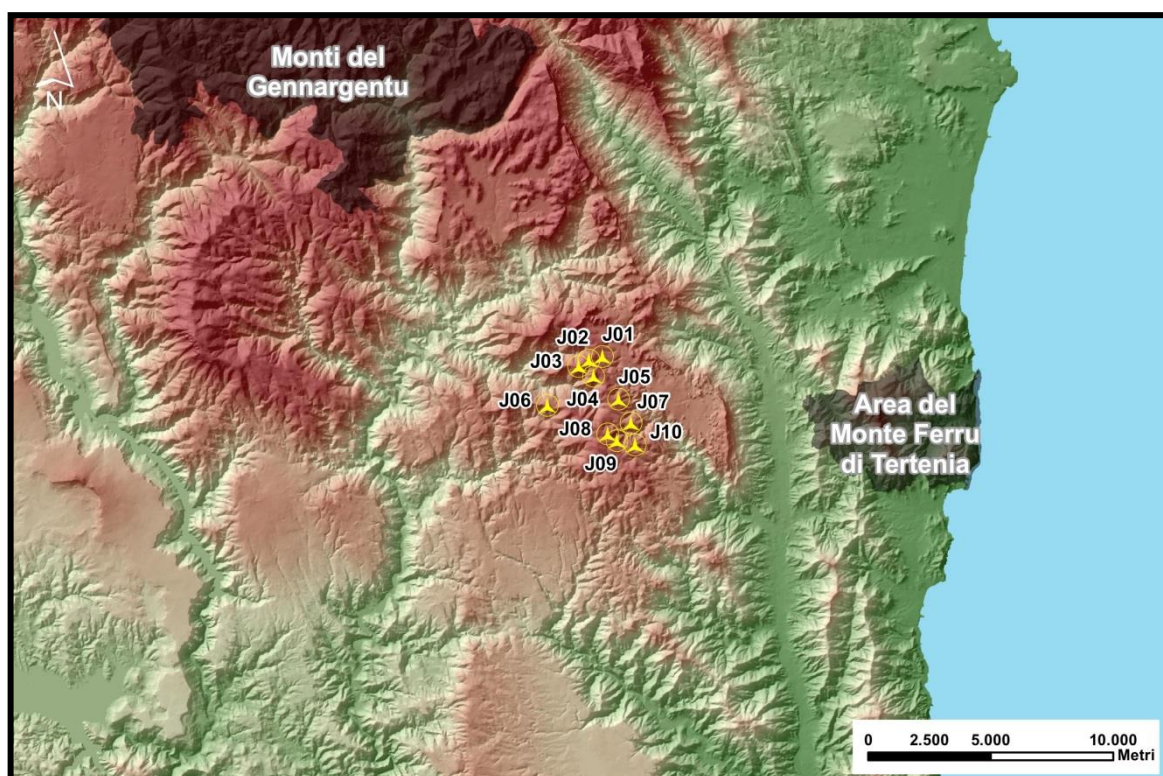 Monti del
Gennargentu
N
J02
J01
J03
J05
J04
J06
J07
J08
J10
J09
Area del
Monte Ferru
di Tertenia
0
2.500
5.000
10.000
Metri